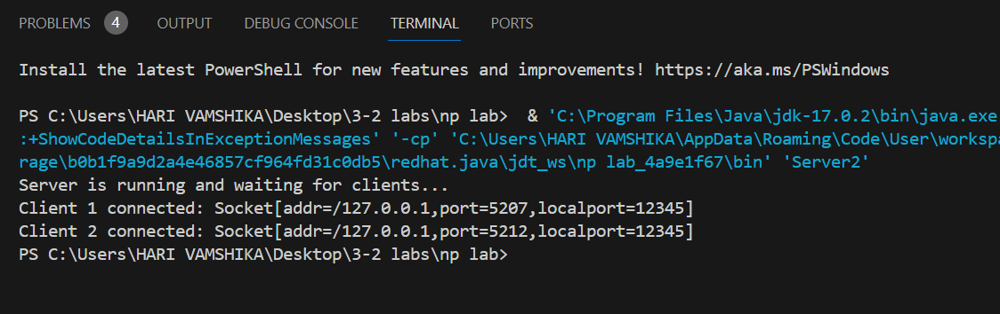 PROBLEMS 4 OUTPUT DEBUG CONSOLE TERMINAL PORTS
Install the latest PowerShell for new features and improvements! https://aka.ms/PSWindows
PS C:\Users\HARI VAMSHIKA\Desktop\3-2 labs\np lab>  & 'C:\Program Files\Java\jdk-17.0.2\bin\java.exe
:+ShowCodeDetailsInExceptionMessages' '-cp' 'C:\Users\HARI VAMSHIKA\AppData\Roaming\Code\User\workspa
rage\b0b1f9a9d2a4e46857cf964fd31c0db5\redhat.java\jdt_ws\np lab_4a9e1f67\bin' 'Server2'
Server is running and waiting for clients...
Client 1 connected: Socket[addr=/127.0.0.1,port=5207,localport=12345]
Client 2 connected: Socket[addr=/127.0.0.1,port=5212,localport=12345]
PS C:\Users\HARI VAMSHIKA\Desktop\3-2 labs\np lab>